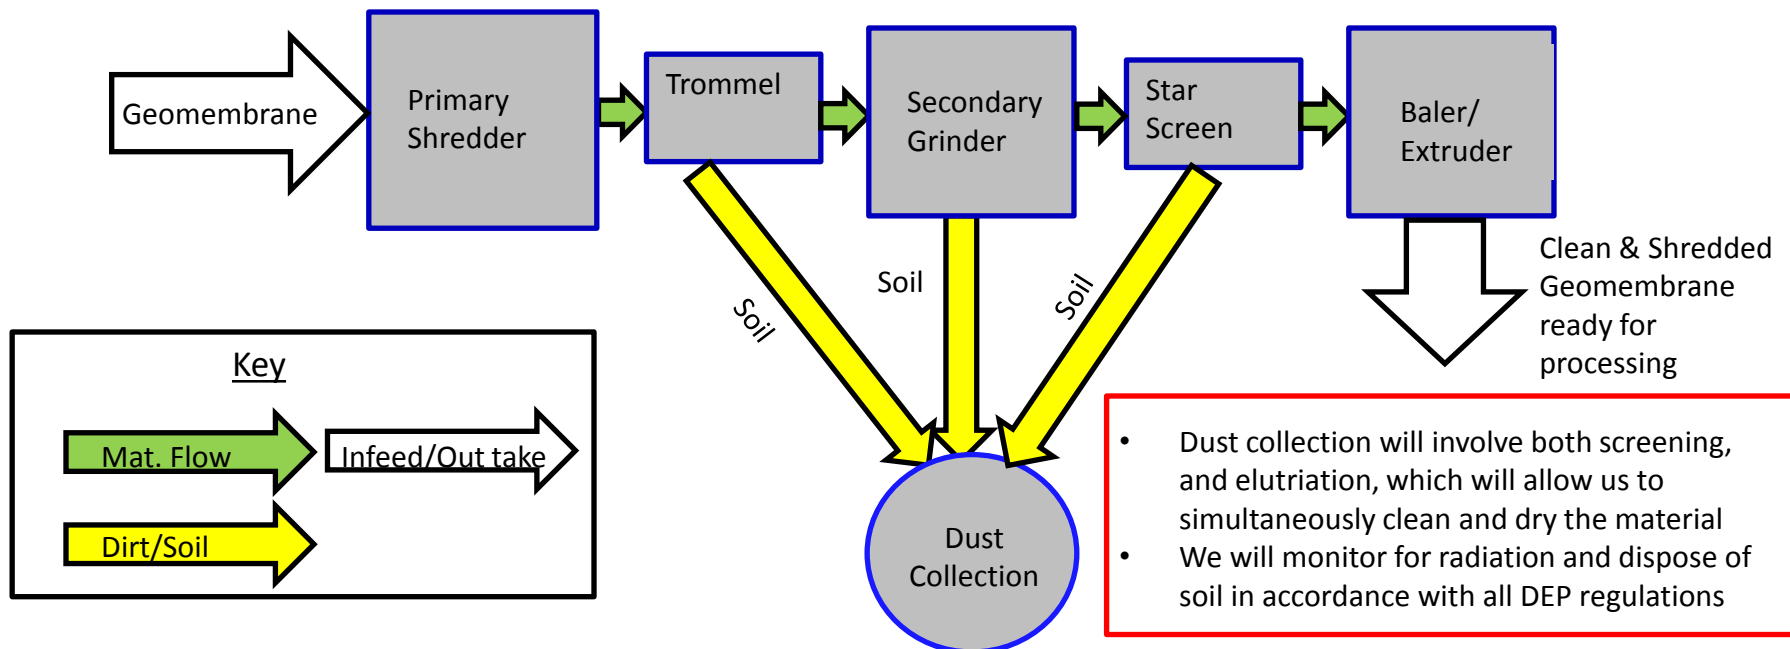 Geomembrane
Primary
Shredder
Trommel
Secondary
Grinder
Star
Screen
Baler/
Extruder
Soil
Soil
Soil
Clean & Shredded
Geomembrane
ready for
processing
Key
Mat. Flow
Infeed/Out take
Dirt/Soil
Dust
Collection
• Dust collection will involve both screening,
and elutriation, which will allow us to
simultaneously clean and dry the material
• We will monitor for radiation and dispose of
soil in accordance with all DEP regulations